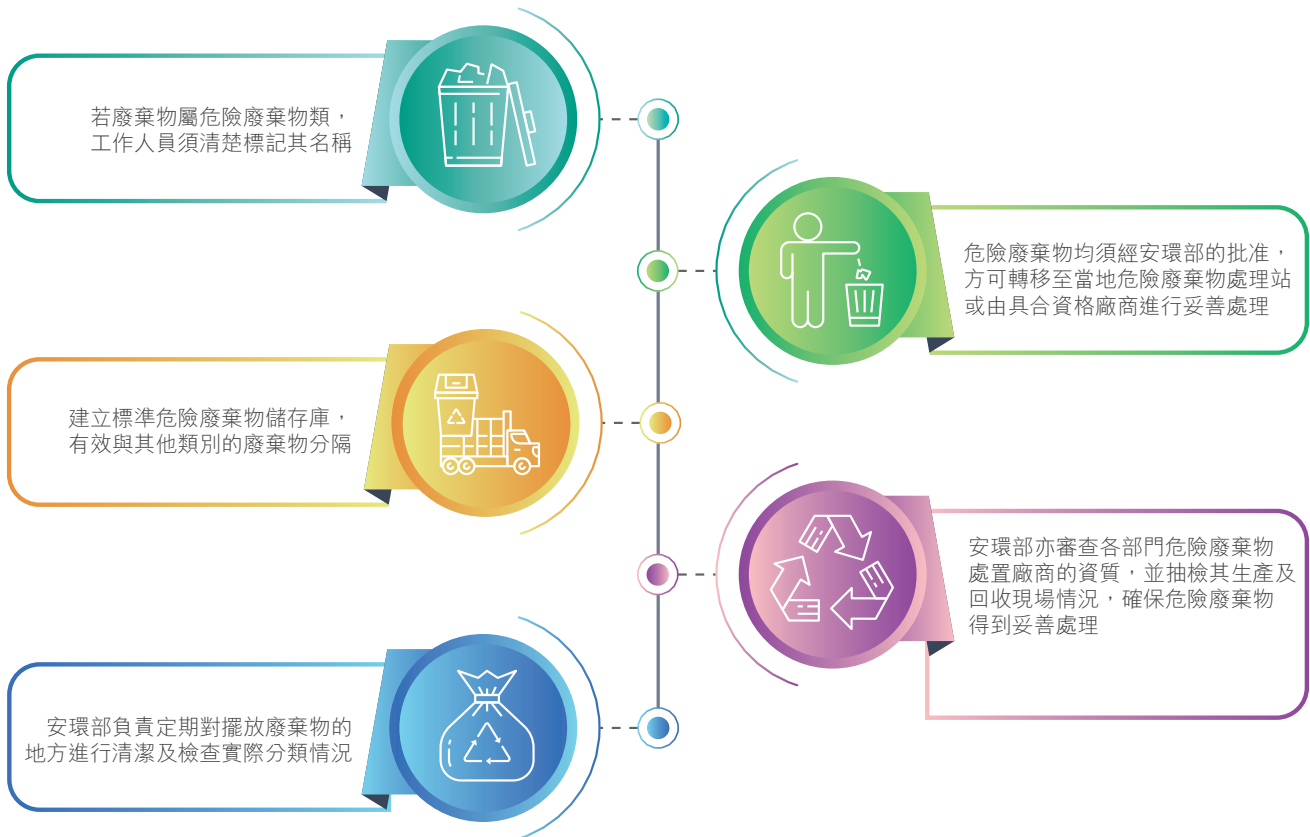 若廢棄物屬危險廢棄物類，
工作人員須清楚標記其名稱
危險廢棄物均須經安環部的批准，
方可轉移至當地危險廢棄物處理站
或由具合資格廠商進行妥善處理
建立標準危險廢棄物儲存庫，
有效與其他類別的廢棄物分隔
安環部亦審查各部門危險廢棄物
處置廠商的資質，並抽檢其生產及
回收現場情況，確保危險廢棄物
得到妥善處理
安環部負責定期對擺放廢棄物的
地方進行清潔及檢查實際分類情況